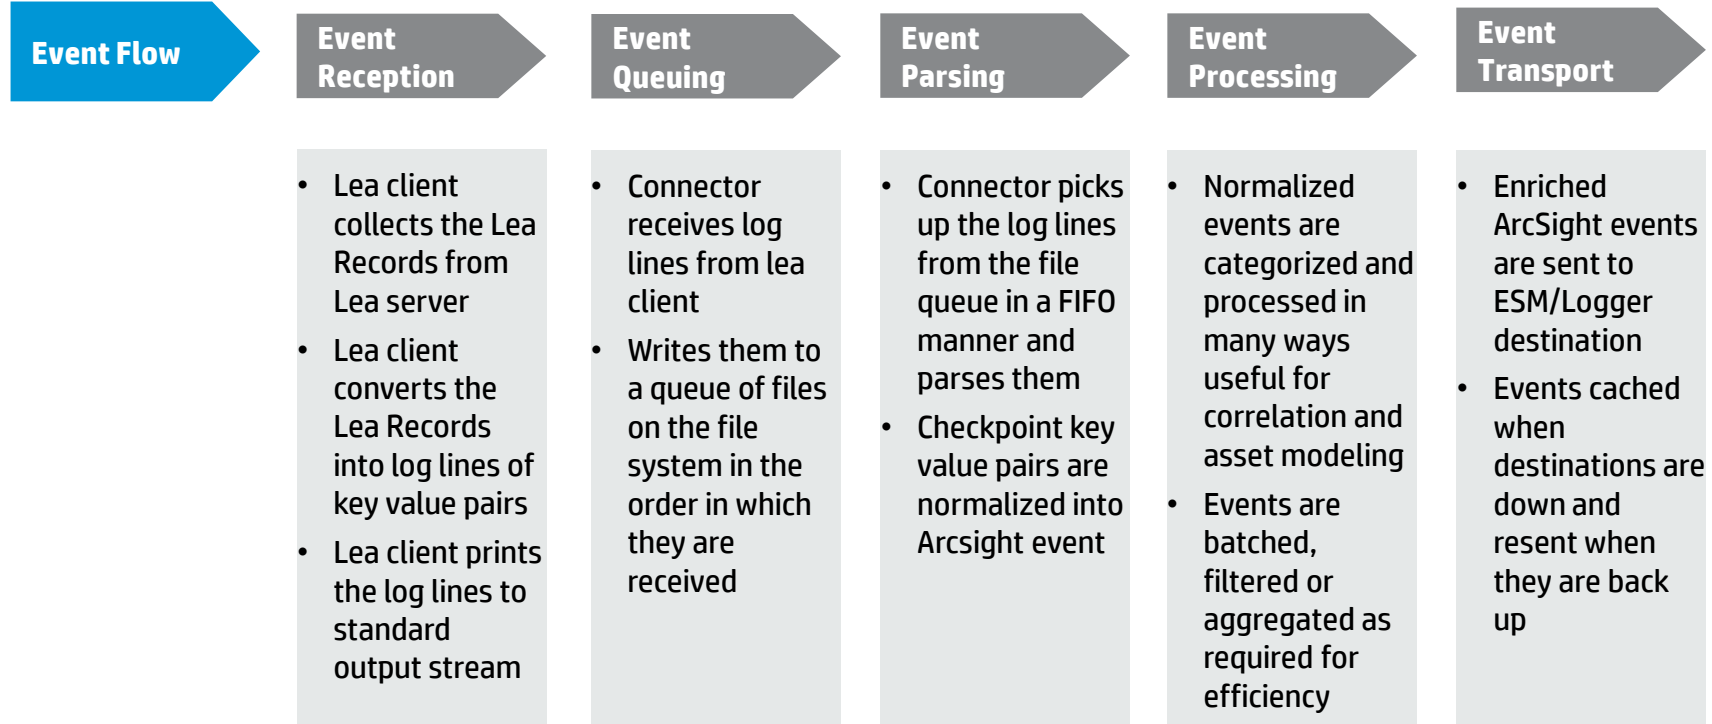 Event Flow
Event
Reception
Event
Queuing
Event
Parsing
Event
Processing
Event
Transport
• Lea client
collects the Lea
Records from
Lea server
• Lea client
converts the
Lea Records
into log lines of
key value pairs
• Lea client prints
the log lines to
standard
output stream
• Connector
receives log
lines from lea
client
• Writes them to
a queue of files
on the file
system in the
order in which
they are
received
• Connector picks
up the log lines
from the file
queue in a FIFO
manner and
parses them
• Checkpoint key
value pairs are
normalized into
Arcsight event
• Normalized
events are
categorized and
processed in
many ways
useful for
correlation and
asset modeling
• Events are
batched,
filtered or
aggregated as
required for
efficiency
• Enriched
ArcSight events
are sent to
ESM/Logger
destination
• Events cached
when
destinations are
down and
resent when
they are back
up